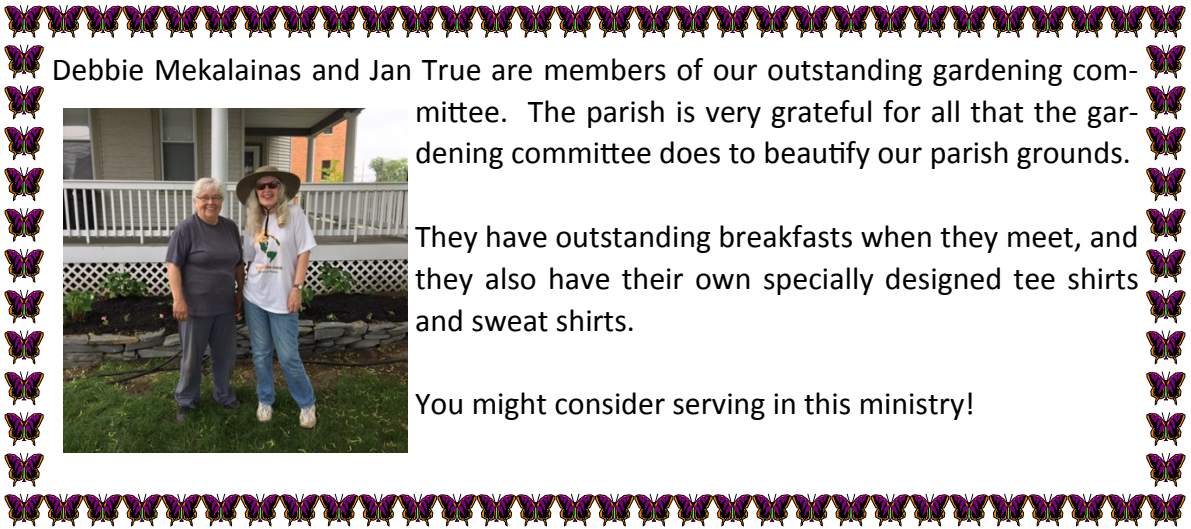 Debbie Mekalainas and Jan True are members of our outstanding gardening com-
mittee. The parish is very grateful for all that the gar-
dening committee does to beautify our parish grounds.
They have outstanding breakfasts when they meet, and
they also have their own specially designed tee shirts
and sweat shirts.
You might consider serving in this ministry!